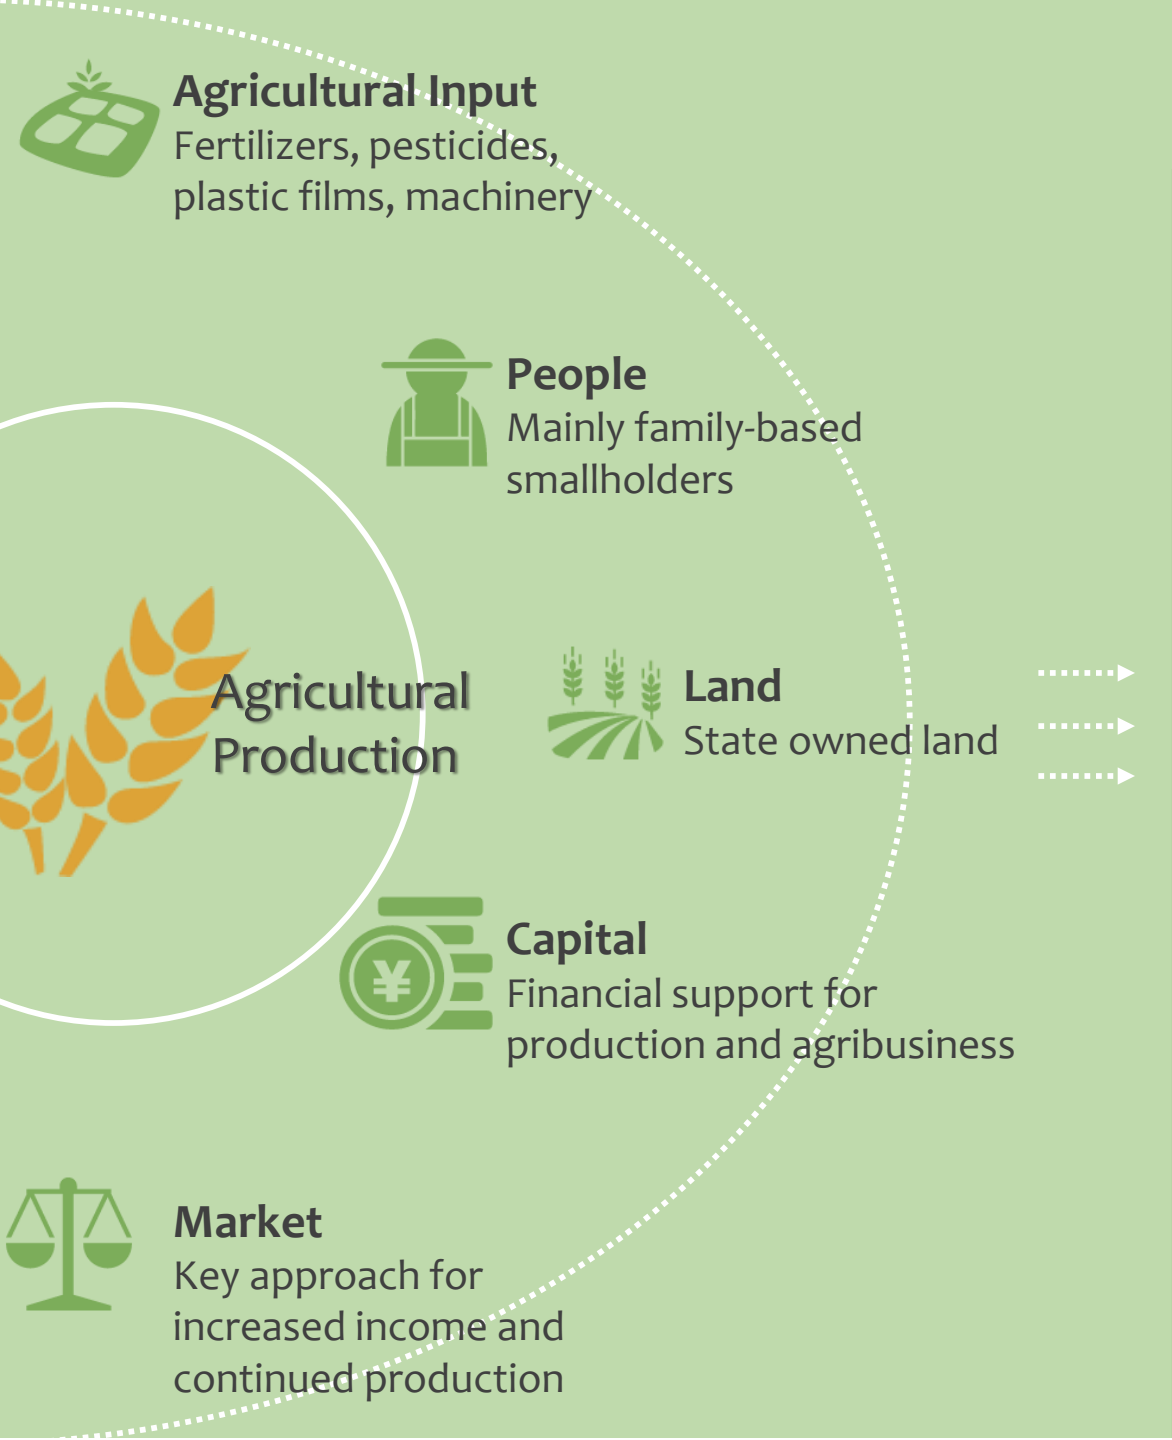 Agricultural Input
Fertilizers, pesticides,
plastic films, machinery
People
Mainly family-based
smallholders
Agricultural
Production
Land
State owned land
¥
Capital
Financial support for
production and agribusiness
Market
Key approach for
increased income and
continued production